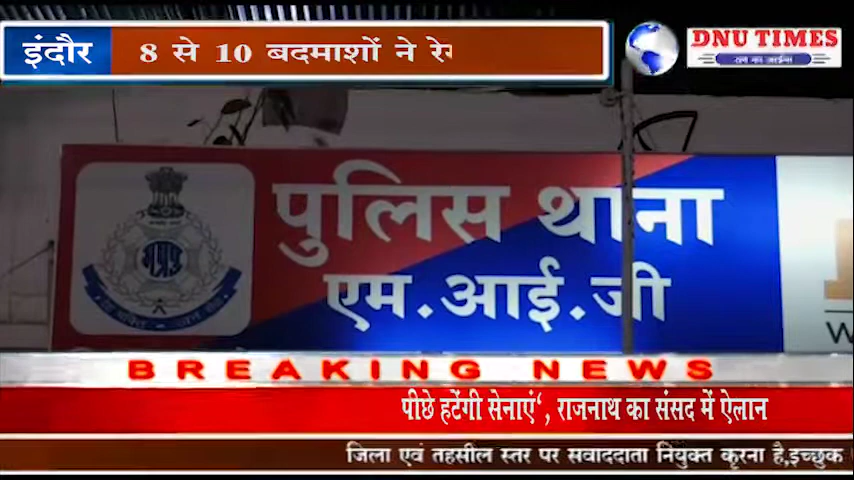 इंदौर 8 से 10 बदमाशों ने रे
DNU TIMES
पुलिस थाना
एम.आई.जी
W
BREAKING NEWS
पीछे हटेंगी सेनाएं‘, राजनाथ का संसद में ऐलान
जिला एवं तहसील स्तर पर सवाददाता नियुक्त करना है,इच्छुक